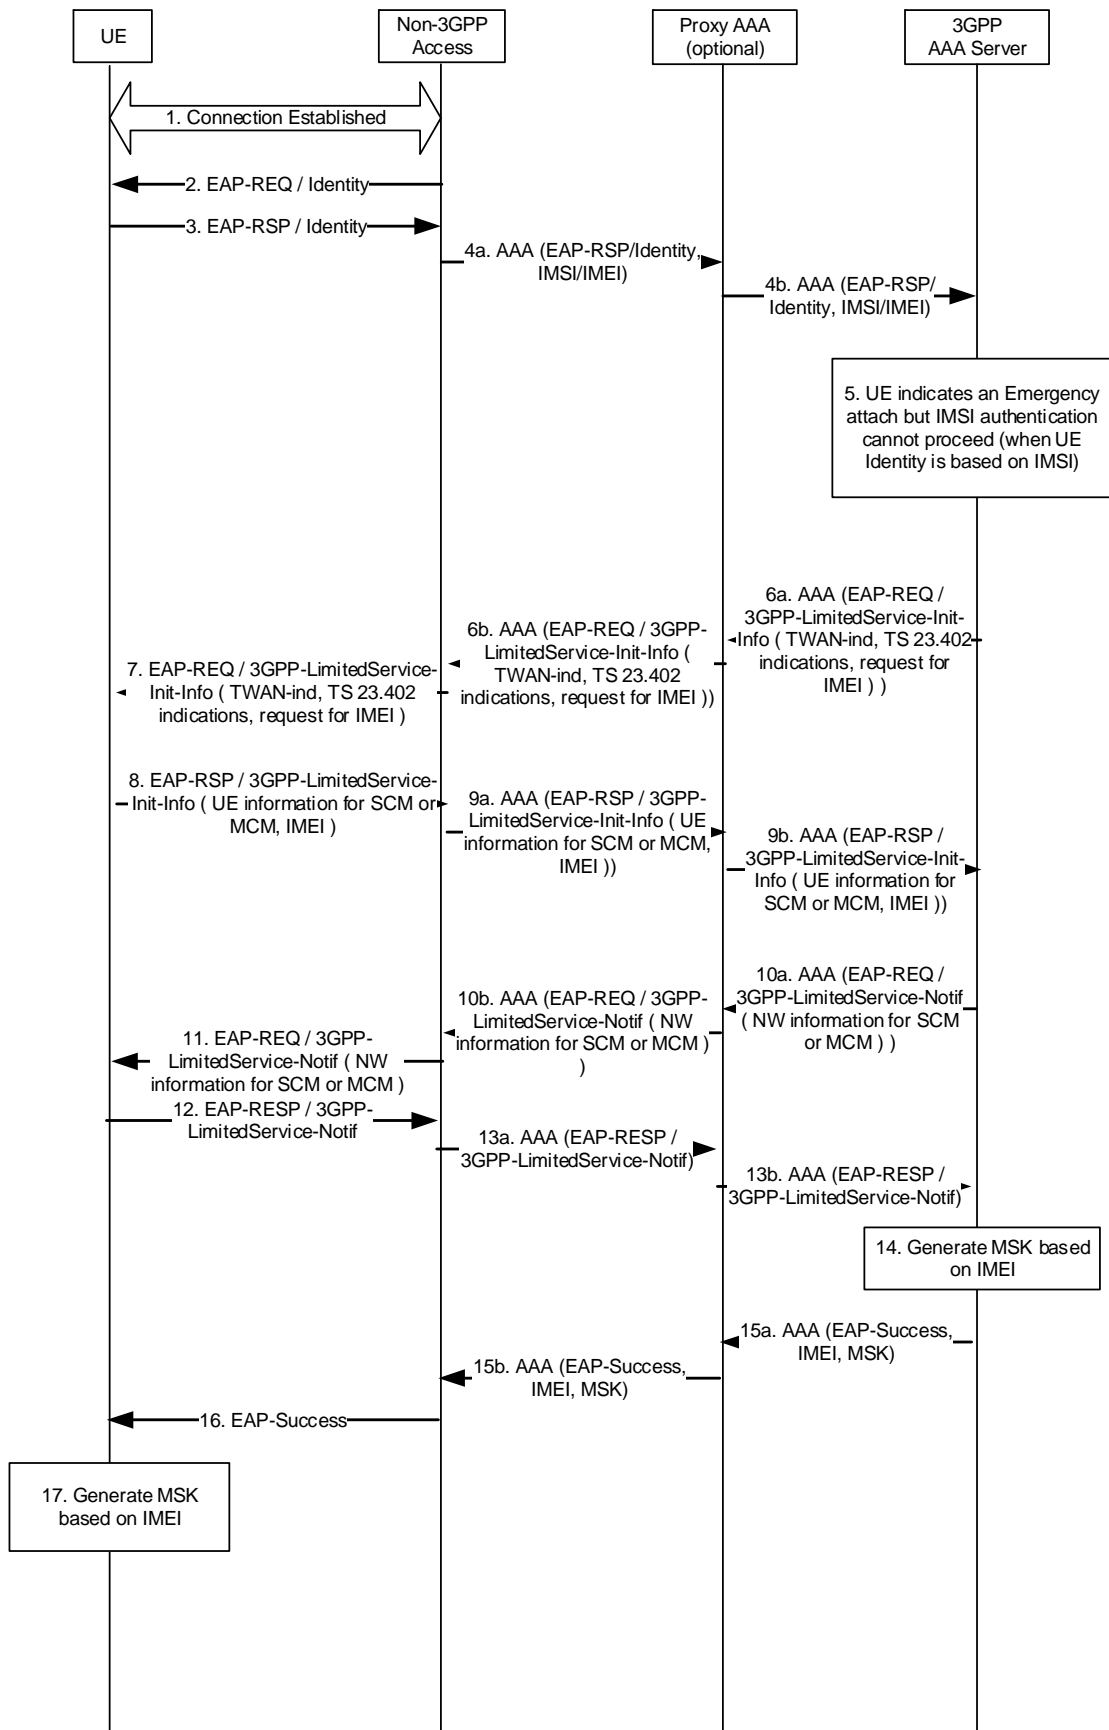 UE
Non-3GPP
Access
Proxy AAA
(optional)
3GPP
AAA Server
1. Connection Established
2. EAP-REQ / Identity
3. EAP-RSP / Identity
4a. AAA (EAP-RSP/Identity,
IMSI/IMEI)
4b. AAA (EAP-RSP/
Identity, IMSI/IMEI)
5. UE indicates an Emergency
attach but IMSI authentication
cannot proceed (when UE
Identity is based on IMSI)
6a. AAA (EAP-REQ /
3GPP-LimitedService-Init-
Info ( TWAN-ind, TS 23.402
indications, request for
IMEI ) )
6b. AAA (EAP-REQ / 3GPP-
LimitedService-Init-Info (
TWAN-ind, TS 23.402
indications, request for IMEI ))
7. EAP-REQ / 3GPP-LimitedService-
Init-Info ( TWAN-ind, TS 23.402
indications, request for IMEI )
8. EAP-RSP / 3GPP-LimitedService-
Init-Info ( UE information for SCM or
MCM, IMEI )
9a. AAA (EAP-RSP / 3GPP-
LimitedService-Init-Info ( UE
information for SCM or MCM,
IMEI ))
9b. AAA (EAP-RSP /
3GPP-LimitedService-Init-
Info ( UE information for
SCM or MCM, IMEI ))
10a. AAA (EAP-REQ /
3GPP-LimitedService-Notif
( NW information for SCM
or MCM ) )
10b. AAA (EAP-REQ / 3GPP-
LimitedService-Notif ( NW
information for SCM or MCM )
)
11. EAP-REQ / 3GPP-
LimitedService-Notif ( NW
information for SCM or MCM )
12. EAP-RESP / 3GPP-
LimitedService-Notif
13a. AAA (EAP-RESP /
3GPP-LimitedService-Notif)
13b. AAA (EAP-RESP /
3GPP-LimitedService-Notif)
14. Generate MSK based
on IMEI
15a. AAA (EAP-Success,
IMEI, MSK)
15b. AAA (EAP-Success,
IMEI, MSK)
16. EAP-Success
17. Generate MSK
based on IMEI